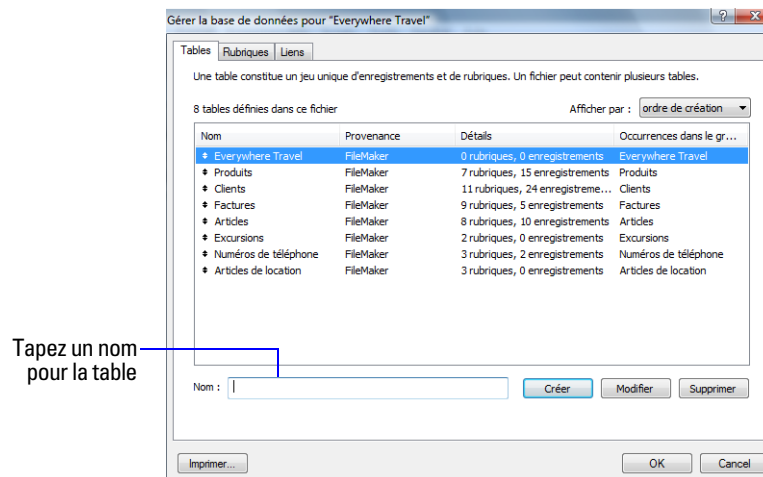 Gérer la base de données pour "Everywhere Travel"
Tables Rubriques Liens
Une table constitue un jeu unique d'enregistrements et de rubriques. Un fichier peut contenir plusieurs tables.
8 tables définies dans ce fichier Afficher par : ordre de création
Nom Provenance Détails Occurrences dans le gr...
Everywhere Travel FileMaker 0 rubriques, 0 enregistrements Everywhere Travel
Produits FileMaker 7 rubriques, 15 enregistrements Produits
Clients FileMaker 11 rubriques, 24 enregistreme... Clients
Factures FileMaker 9 rubriques, 5 enregistrements Factures
Articles FileMaker 8 rubriques, 10 enregistrements Articles
Excursions FileMaker 2 rubriques, 0 enregistrements Excursions
Numéros de téléphone FileMaker 3 rubriques, 2 enregistrements Numéros de téléphone
Articles de location FileMaker 3 rubriques, 0 enregistrements Articles de location
Tapez un nom
pour la table
Nom : Créer Modifier Supprimer
Imprimer... OK Cancel